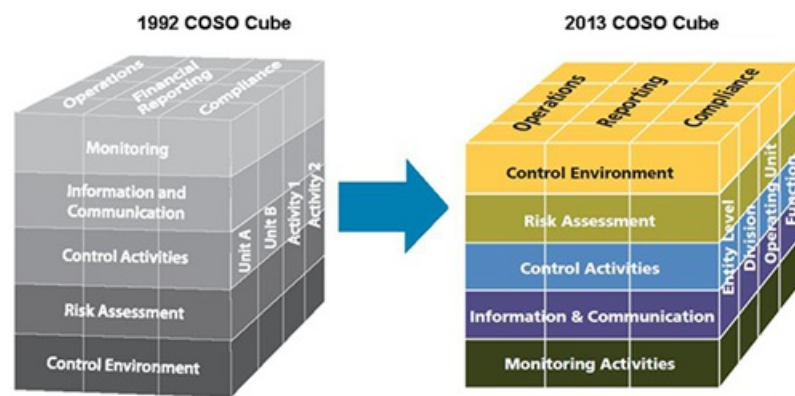 1992 COSO Cube
2013 COSO Cube
Operations
Financial
Reporting
Compliance
Monitoring
Information and
Communication
Control Activities
Risk Assessment
Control Environment
Unit A
Unit B
Activity 1
Activity 2
Operations
Reporting
Compliance
Control Environment
Risk Assessment
Control Activities
Information & Communication
Monitoring Activities
Entity Level
Division
Operating Unit
Function